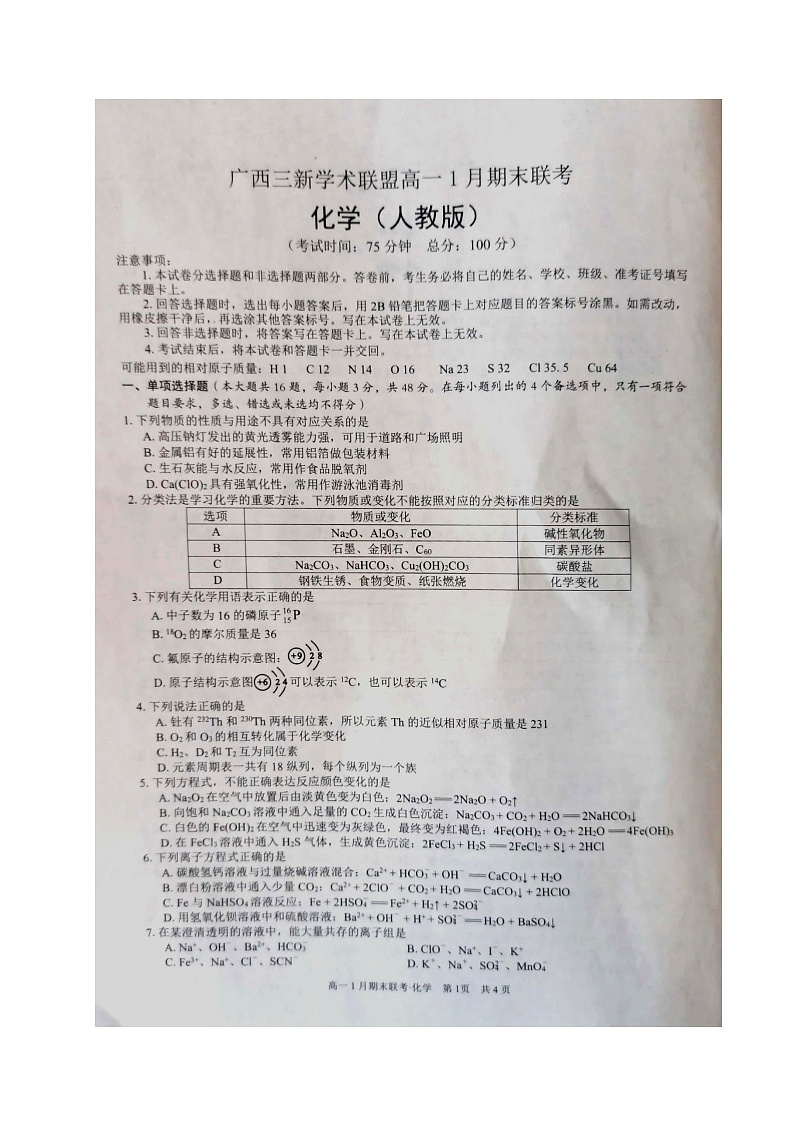 广西三新学术联盟高一1月期末联考
化学（人教版）
（考试时间：75分钟 总分：100分）
注意事项：
1. 本试卷分选择题和非选择题两部分。答卷前，考生务必将自己的姓名、学校、班级、准考证号填写
在答题卡上。
2. 回答选择题时，选出每小题答案后，用2B铅笔把答题卡上对应题目的答案标号涂黑。如需改动，
用橡皮擦干净后，再选涂其他答案标号。写在本试卷上无效。
3. 回答非选择题时，将答案写在答题卡上。写在本试卷上无效。
4. 考试结束后，将本试卷和答题卡一并交回。
可能用到的相对原子质量：H 1 C 12 N 14 O 16 Na 23 S 32 Cl 35.5 Cu 64
一、单项选择题（本大题共16题，每小题3分，共48分。在每小题列出的4个备选项中，只有一项符合
题目要求，多选、错选或未选均不得分）
1. 下列物质的性质与用途不具有对应关系的是
A. 高压钠灯发出的黄光透雾能力强，可用于道路和广场照明
B. 金属铝有好的延展性，常用铝箔做包装材料
C. 生石灰能与水反应，常用作食品脱氧剂
D. Ca(ClO)₂具有强氧化性，常用作游泳池消毒剂
2. 分类法是学习化学的重要方法。下列物质或变化不能按照对应的分类标准归类的是
选项 物质或变化 分类标准
A Na₂O、Al₂O₃、FeO 碱性氧化物
B 石墨、金刚石、C₆₀ 同素异形体
C Na₂CO₃、NaHCO₃、Cu₂(OH)₂CO₃ 碳酸盐
D 钢铁生锈、食物变质、纸张燃烧 化学变化
3. 下列有关化学用语表示正确的是
A. 中子数为16的磷原子 ¹⁶₁₅P
B. ¹⁸O₂的摩尔质量是36
C. 氟原子的结构示意图：+9 2 8
D. 原子结构示意图 +6 2 4 可以表示¹²C，也可以表示¹⁴C
4. 下列说法正确的是
A. 钍有²³²Th和²³⁰Th两种同位素，所以元素Th的近似相对原子质量是231
B. O₂和O₃的相互转化属于化学变化
C. H₂、D₂和T₂互为同位素
D. 元素周期表一共有18纵列，每个纵列为一个族
5. 下列方程式，不能正确表达反应颜色变化的是
A. Na₂O₂在空气中放置后由淡黄色变为白色：2Na₂O₂══2Na₂O + O₂↑
B. 向饱和Na₂CO₃溶液中通入足量的CO₂生成白色沉淀：Na₂CO₃ + CO₂ + H₂O══2NaHCO₃↓
C. 白色的Fe(OH)₂在空气中迅速变为灰绿色，最终变为红褐色：4Fe(OH)₂ + O₂ + 2H₂O══4Fe(OH)₃
D. 在FeCl₃溶液中通入H₂S气体，生成黄色沉淀：2FeCl₃ + H₂S══2FeCl₂ + S↓ + 2HCl
6. 下列离子方程式正确的是
A. 碳酸氢钙溶液与过量烧碱溶液混合：Ca²⁺ + HCO₃⁻ + OH⁻══CaCO₃↓ + H₂O
B. 漂白粉溶液中通入少量CO₂：Ca²⁺ + 2ClO⁻ + CO₂ + H₂O══CaCO₃↓ + 2HClO
C. Fe与NaHSO₄溶液反应：Fe + 2HSO₄⁻══Fe²⁺ + H₂↑ + 2SO₄²⁻
D. 用氢氧化钡溶液中和硫酸溶液：Ba²⁺ + OH⁻ + H⁺ + SO₄²⁻══H₂O + BaSO₄↓
7. 在某澄清透明的溶液中，能大量共存的离子组是
A. Na⁺、OH⁻、Ba²⁺、HCO₃⁻ B. ClO⁻、Na⁺、I⁻、K⁺
C. Fe³⁺、Na⁺、Cl⁻、SCN⁻ D. K⁺、Na⁺、SO₄²⁻、MnO₄⁻
高一1月期末联考·化学 第1页 共4页